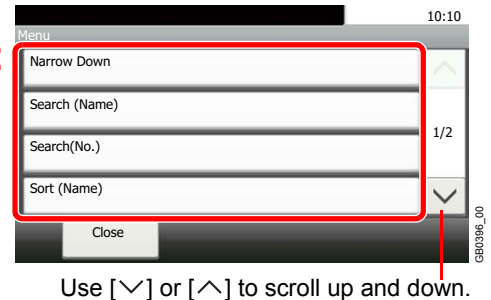 10:10
Menu
Narrow Down
Search (Name)
Search(No.)
1/2
Sort (Name)
Close
GB0396_00
Use [∨] or [∧] to scroll up and down.